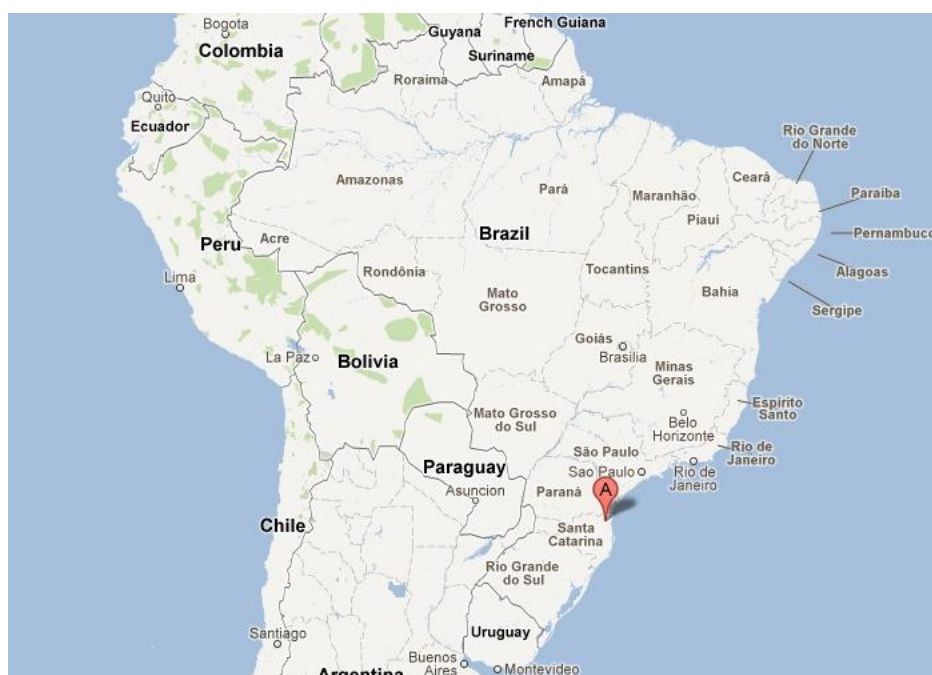 Bogota
Colombia
Guyana
French Guiana
Suriname
Roraima
Amapá
Quito
Ecuador
Rio Grande
do Norte
Amazonas
Pará
Maranhão
Ceará
Piaui
Paraíba
Pernambuco
Peru
Acre
Brazil
Alagoas
Rondônia
Tocantins
Lima
Mato
Grosso
Bahia
Sergipe
La Paz
Bolivia
Goiás
Brasilia
Minas
Gerais
Mato Grosso
do Sul
Espírito
Santo
Belo
Horizonte
Rio de
Janeiro
São Paulo
Sao Paulo
Rio de
Janeiro
Paraguay
Asuncion
Paraná
A
Chile
Santa
Catarina
Rio Grande
do Sul
Santiago
Uruguay
Buenos
Aires
Montevideo
Argentina